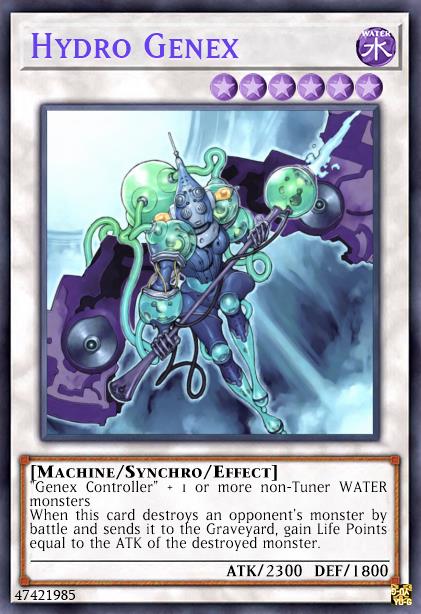 Hydro Genex
WATER
水
[Machine/Synchro/Effect]
"Genex Controller" + 1 or more non-Tuner WATER
monsters
When this card destroys an opponent's monster by
battle and sends it to the Graveyard, gain Life Points
equal to the ATK of the destroyed monster.
ATK/2300 DEF/1800
47421985